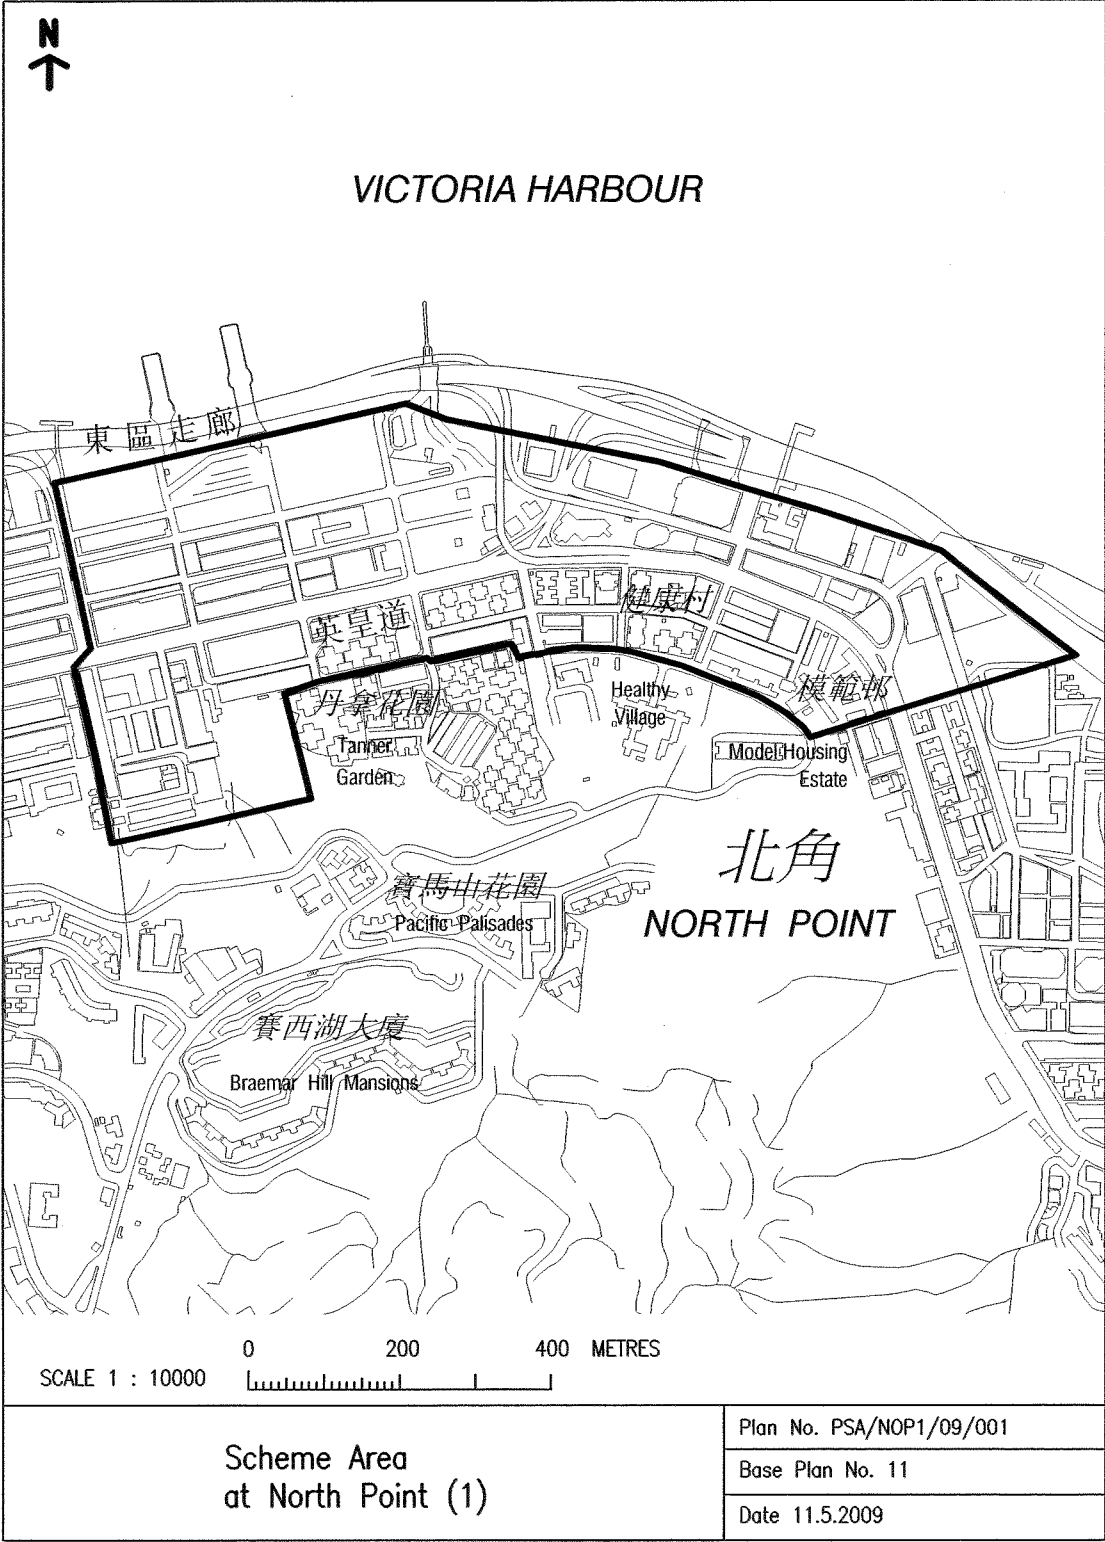 N
VICTORIA HARBOUR
東區走廊
英皇道
健康村
丹拿花園
Tanner
Garden
Healthy
Village
模範邨
Model Housing
Estate
北角
NORTH POINT
寶馬山花園
Pacific Palisades
賽西湖大廈
Braemar Hill Mansions
0 200 400 METRES
SCALE 1 : 10000
Scheme Area
at North Point (1)
Plan No. PSA/NOP1/09/001
Base Plan No. 11
Date 11.5.2009